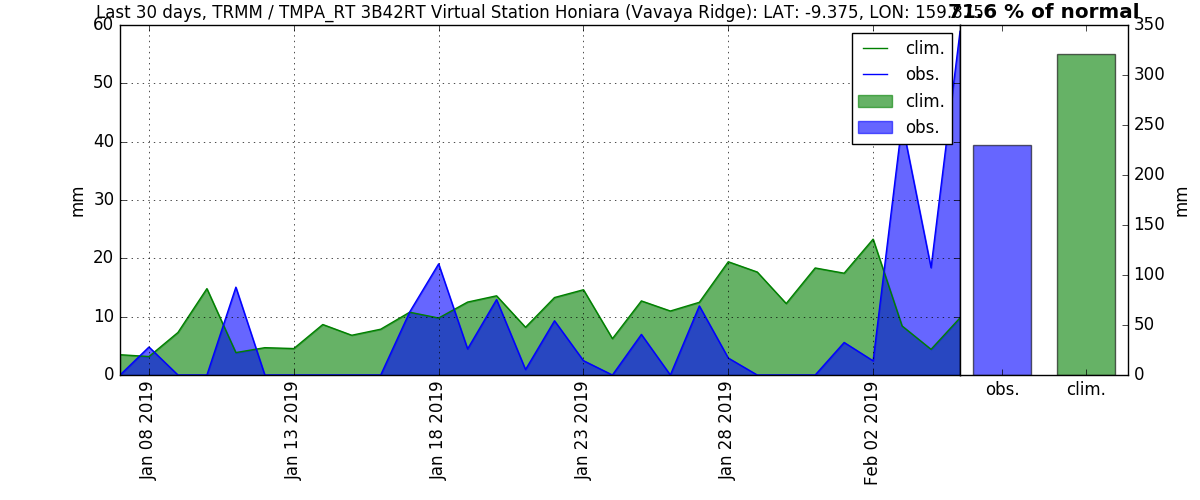 Last 30 days, TRMM / TMPA_RT 3B42RT Virtual Station Honiara (Vavaya Ridge): LAT: -9.375, LON:
71.6 % of normal
60
50
40
30
20
10
0
mm
clim.
obs.
clim.
obs.
350
300
250
200
150
100
50
0
mm
Jan 08 2019
Jan 13 2019
Jan 18 2019
Jan 23 2019
Jan 28 2019
Feb 02 2019
obs.
clim.